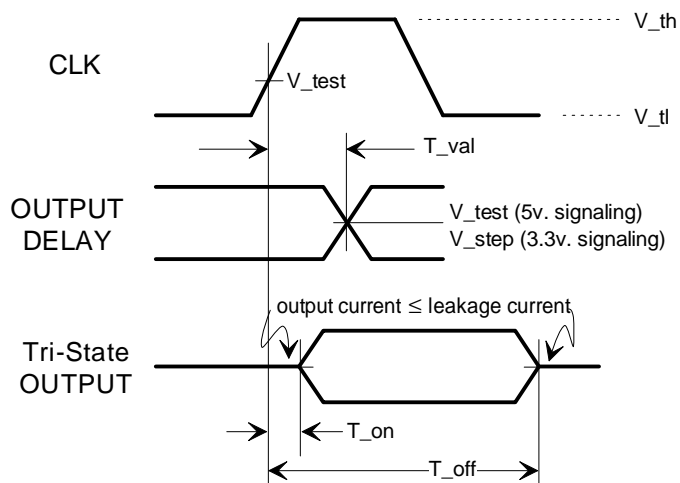 V_th
CLK
V_test
V_tl
T_val
OUTPUT
DELAY
V_test (5v. signaling)
V_step (3.3v. signaling)
output current ≤ leakage current
Tri-State
OUTPUT
T_on
T_off